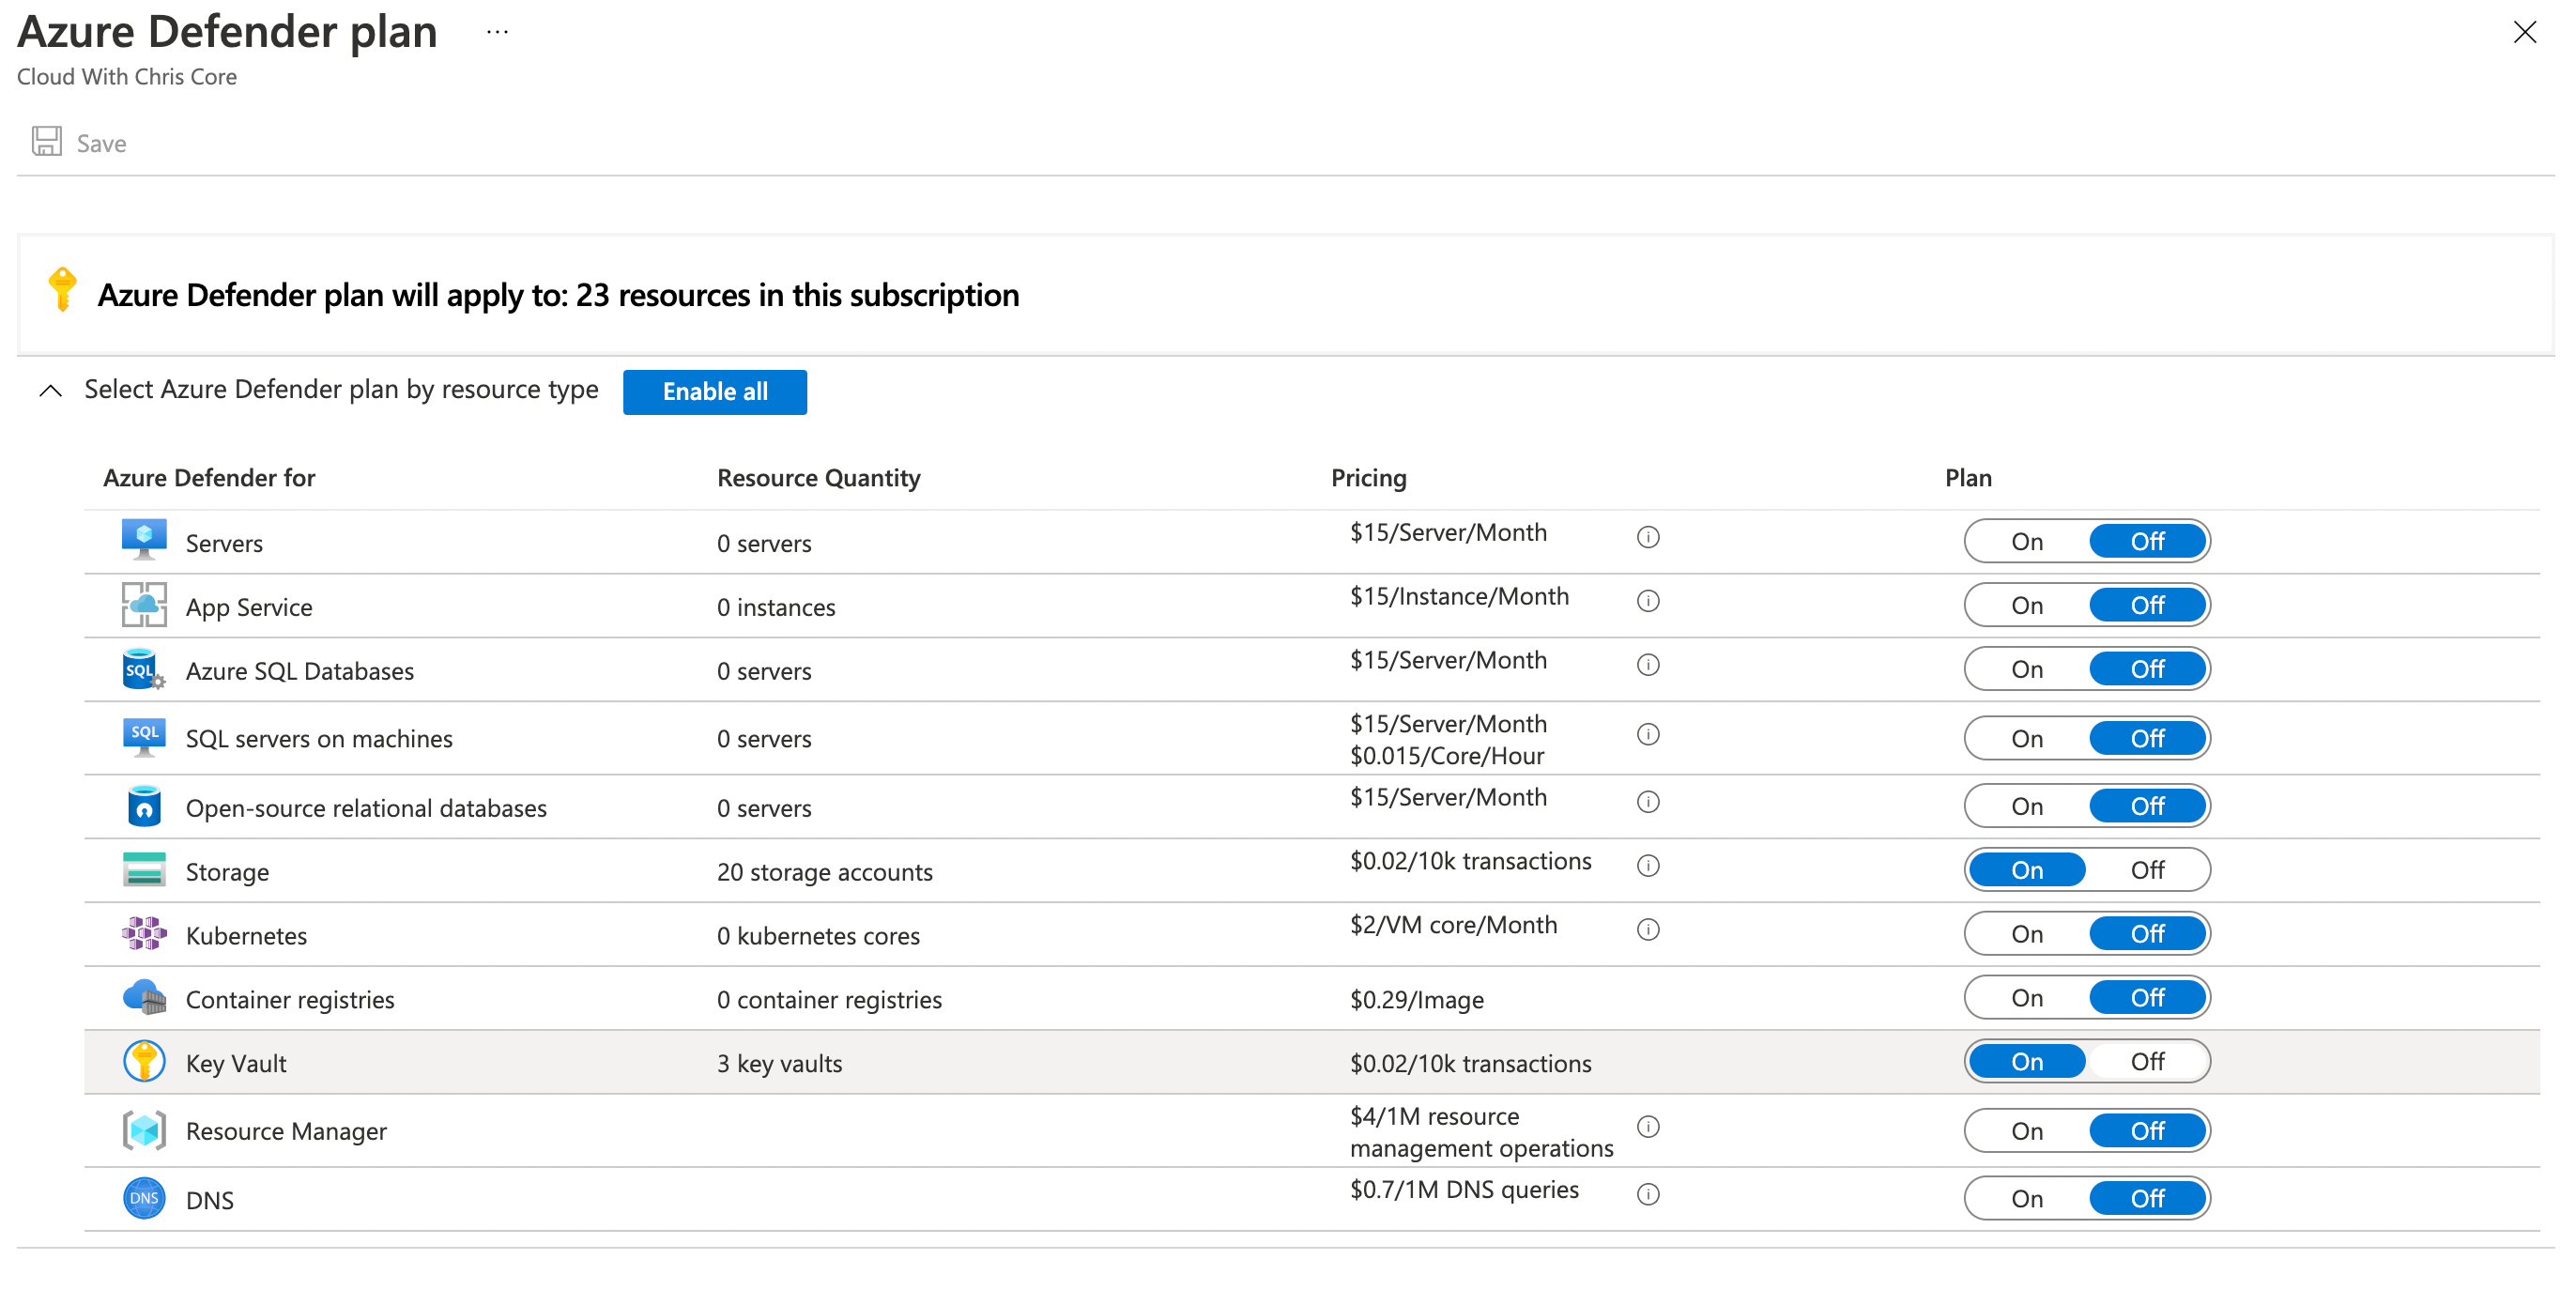 Azure Defender plan ...
Cloud With Chris Core
Save
Azure Defender plan will apply to: 23 resources in this subscription
Select Azure Defender plan by resource type Enable all
Azure Defender for Resource Quantity Pricing Plan
Servers 0 servers $15/Server/Month On Off
App Service 0 instances $15/Instance/Month On Off
SQL Azure SQL Databases 0 servers $15/Server/Month On Off
SQL SQL servers on machines 0 servers $15/Server/Month On Off
$0.015/Core/Hour
Open-source relational databases 0 servers $15/Server/Month On Off
Storage 20 storage accounts $0.02/10k transactions On Off
Kubernetes 0 kubernetes cores $2/VM core/Month On Off
Container registries 0 container registries $0.29/Image On Off
Key Vault 3 key vaults $0.02/10k transactions On Off
Resource Manager $4/1M resource On Off
management operations
DNS DNS $0.7/1M DNS queries On Off